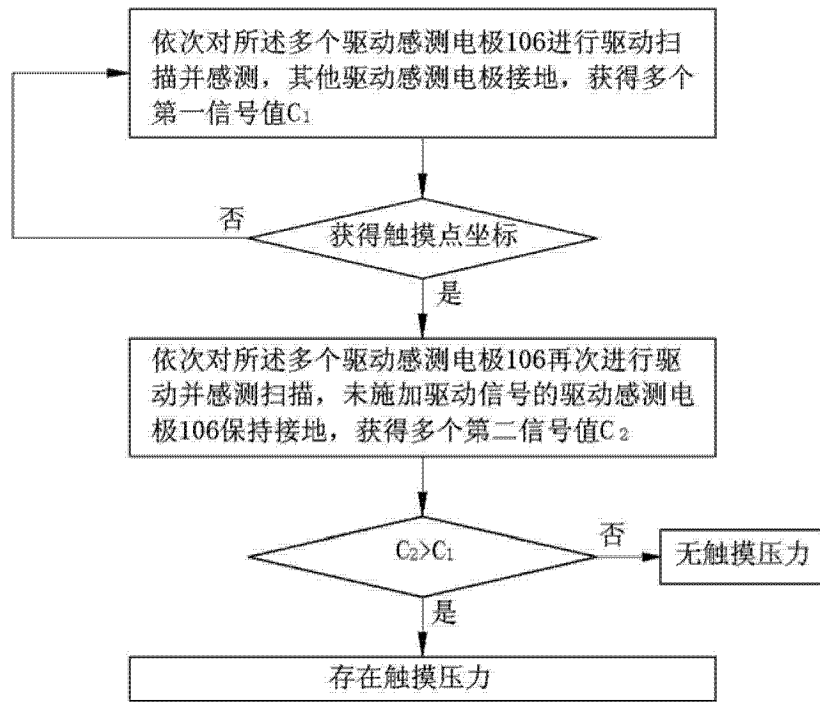 依次对所述多个驱动感测电极106进行驱动扫
描并感测，其他驱动感测电极接地，获得多个
第一信号值C₁
否
获得触摸点坐标
是
依次对所述多个驱动感测电极106再次进行驱
动并感测扫描，未施加驱动信号的驱动感测电
极106保持接地，获得多个第二信号值C₂
C₂>C₁
否
无触摸压力
是
存在触摸压力